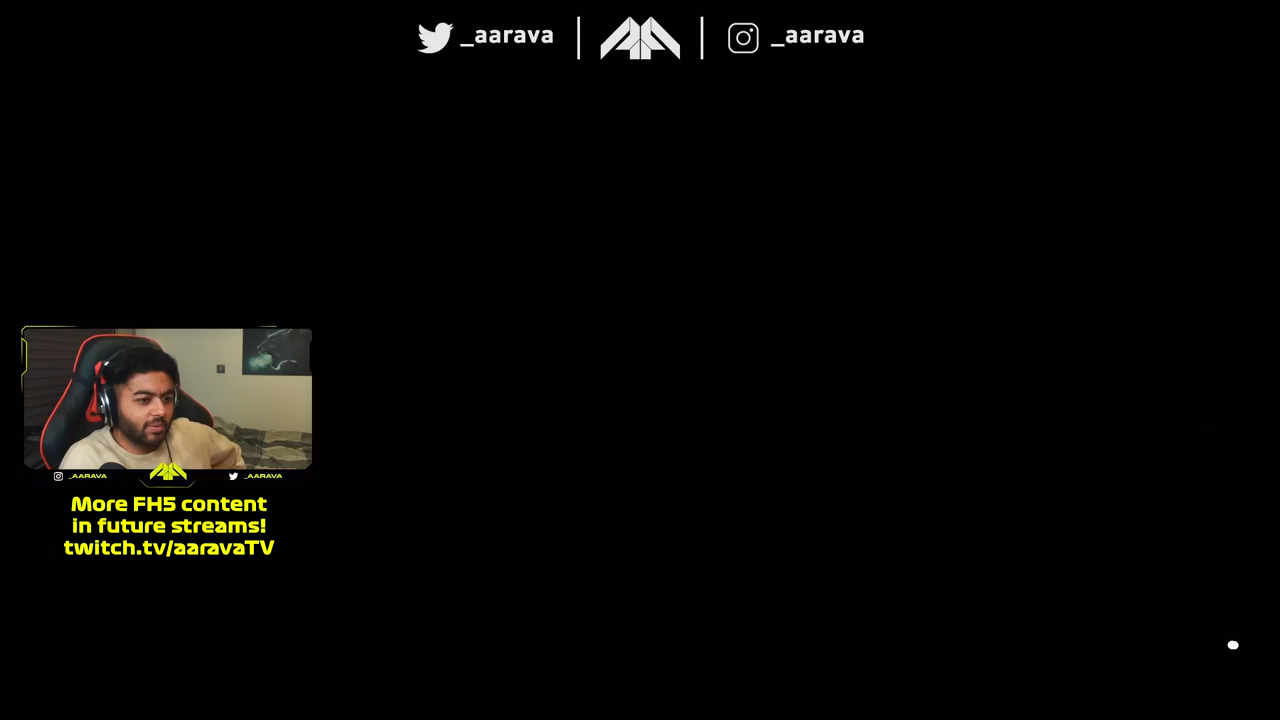 _aarava
_aarava
_AARAVA
_AARAVA
More FH5 content
in future streams!
twitch.tv/aaravaTV